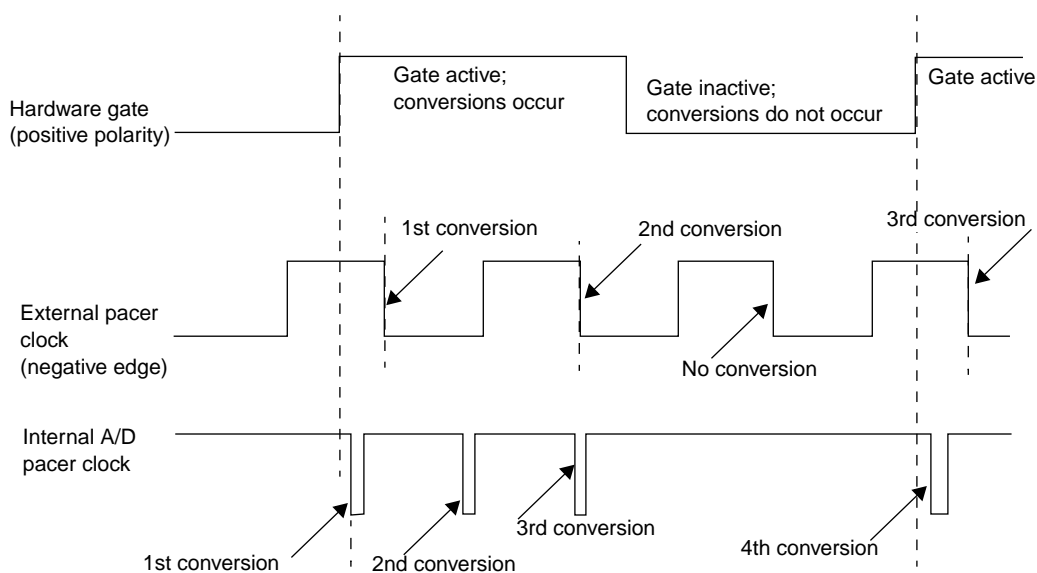 Gate active;
conversions occur
Gate inactive;
conversions do not occur
Gate active
Hardware gate
(positive polarity)
1st conversion
2nd conversion
3rd conversion
External pacer
clock
(negative edge)
No conversion
Internal A/D
pacer clock
1st conversion
2nd conversion
3rd conversion
4th conversion